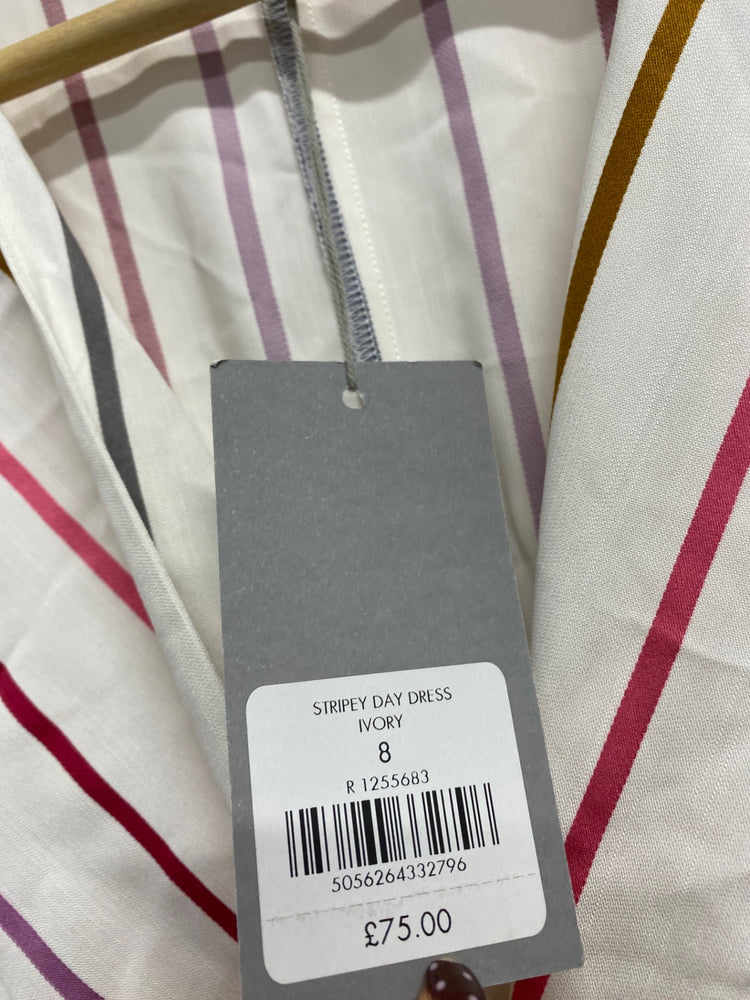 STRIPEY DAY DRESS
IVORY
8
R 1255683
5056264332796
£75.00